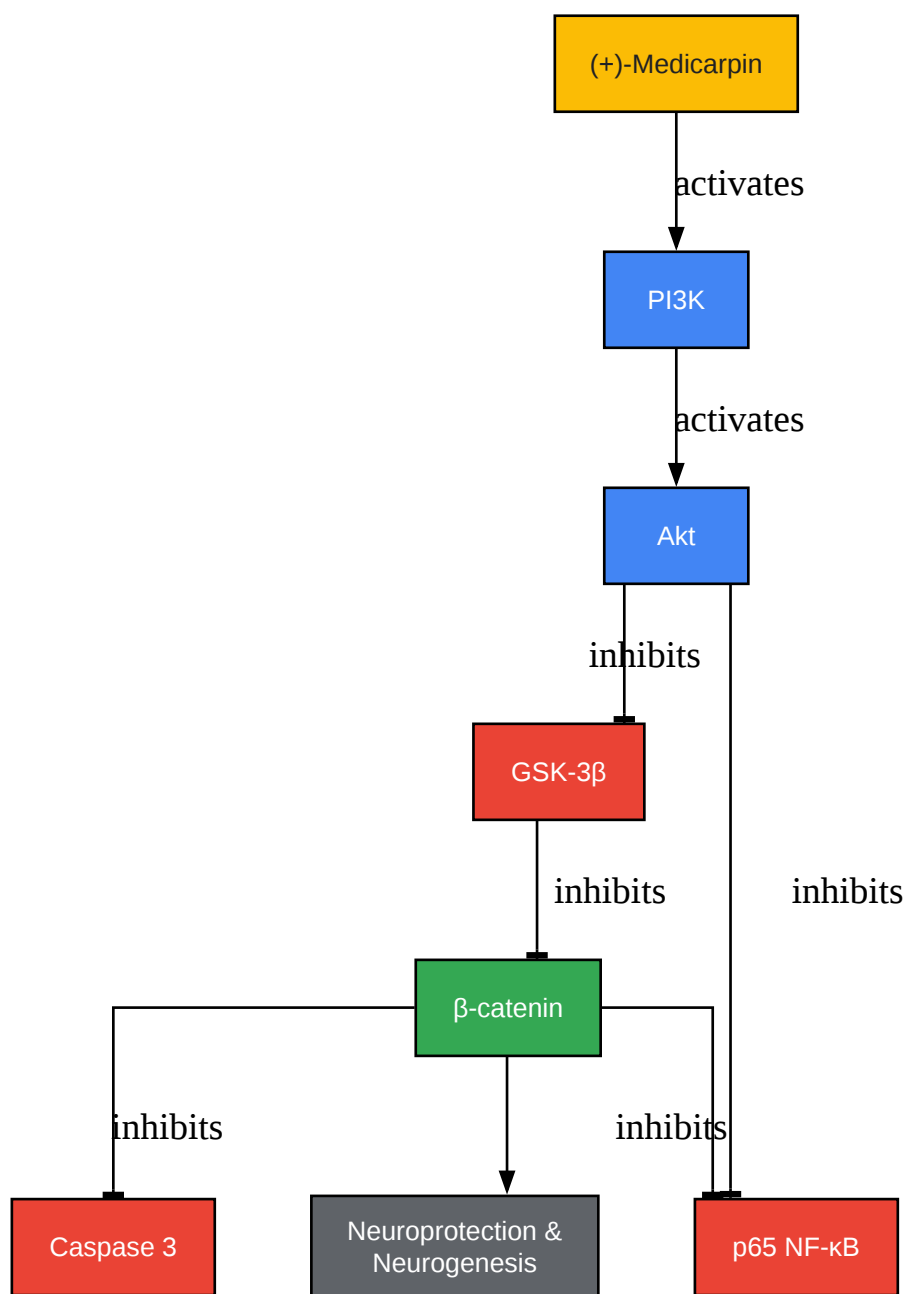 (+)-Medicarpin
activates
PI3K
activates
Akt
inhibits
GSK-3β
inhibits
inhibits
β-catenin
inhibits
inhibits
Caspase 3
Neuroprotection &
Neurogenesis
p65 NF-κB